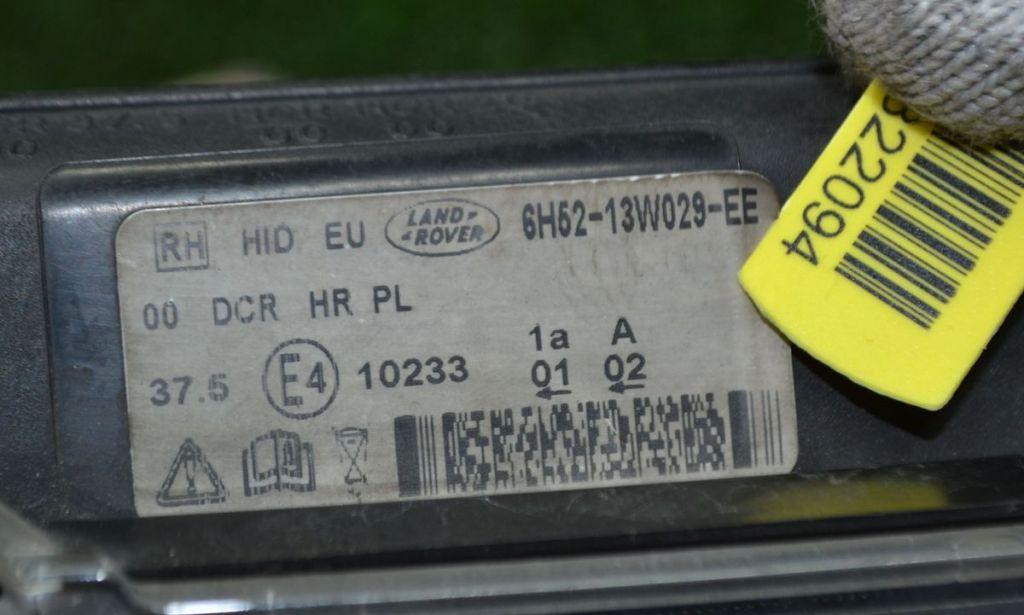 RH HID EU LAND ROVER 6H52-13W029-EE
00 DCR HR PL
1a A
37.5 E4 10233 01 02
322094